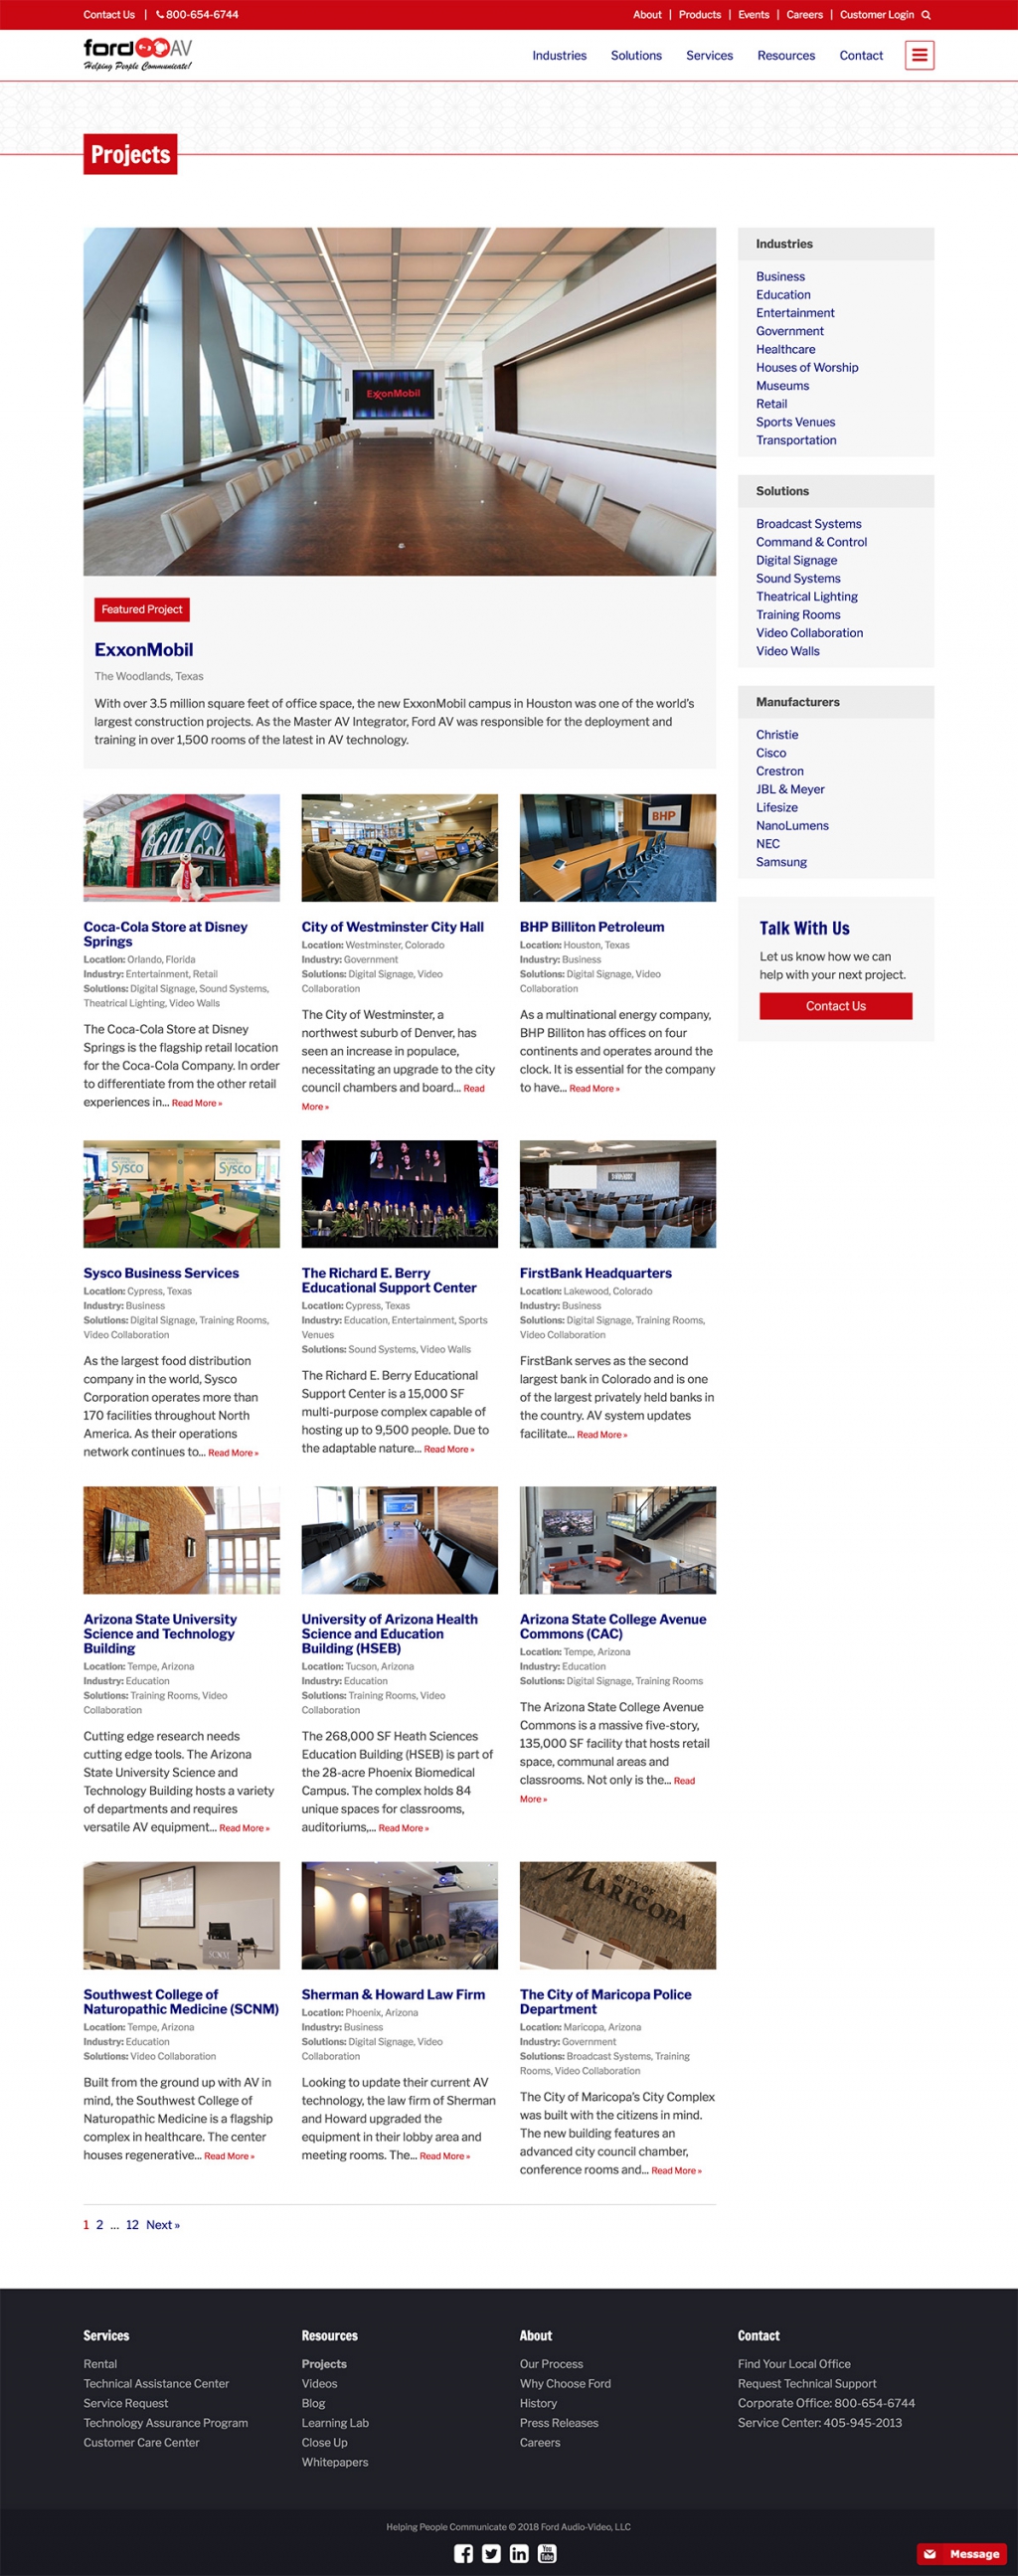 Contact Us | 800-654-6744
About | Products | Events | Careers | Customer Login
ford AV
Helping People Communicate!
Industries Solutions Services Resources Contact
Projects
ExxonMobil
Featured Project
ExxonMobil
The Woodlands, Texas
With over 3.5 million square feet of office space, the new ExxonMobil campus in Houston was one of the world's
largest construction projects. As the Master AV Integrator, Ford AV was responsible for the deployment and
training in over 1,500 rooms of the latest in AV technology.
Industries
Business
Education
Entertainment
Government
Healthcare
Houses of Worship
Museums
Retail
Sports Venues
Transportation
Solutions
Broadcast Systems
Command & Control
Digital Signage
Sound Systems
Theatrical Lighting
Training Rooms
Video Collaboration
Video Walls
Manufacturers
Christie
Cisco
Crestron
JBL & Meyer
Lifesize
NanoLumens
NEC
Samsung
Talk With Us
Let us know how we can
help with your next project.
Contact Us
Coca-Cola
Coca-Cola Store at Disney
Springs
Location: Orlando, Florida
Industry: Entertainment, Retail
Solutions: Digital Signage, Sound Systems,
Theatrical Lighting, Video Walls
The Coca-Cola Store at Disney
Springs is the flagship retail location
for the Coca-Cola Company. In order
to differentiate from the other retail
experiences in... Read More »
City of Westminster City Hall
Location: Westminster, Colorado
Industry: Government
Solutions: Digital Signage, Video
Collaboration
The City of Westminster, a
northwest suburb of Denver, has
seen an increase in populace,
necessitating an upgrade to the city
council chambers and board... Read
More »
BHP
BHP Billiton Petroleum
Location: Houston, Texas
Industry: Business
Solutions: Digital Signage, Video
Collaboration
As a multinational energy company,
BHP Billiton has offices on four
continents and operates around the
clock. It is essential for the company
to have... Read More »
Sysco Sysco
Sysco Business Services
Location: Cypress, Texas
Industry: Business
Solutions: Digital Signage, Training Rooms,
Video Collaboration
As the largest food distribution
company in the world, Sysco
Corporation operates more than
170 facilities throughout North
America. As their operations
network continues to... Read More »
The Richard E. Berry
Educational Support Center
Location: Cypress, Texas
Industry: Education, Entertainment, Sports
Venues
Solutions: Sound Systems, Video Walls
The Richard E. Berry Educational
Support Center is a 15,000 SF
multi-purpose complex capable of
hosting up to 9,500 people. Due to
the adaptable nature... Read More »
FirstBank Headquarters
Location: Lakewood, Colorado
Industry: Business
Solutions: Digital Signage, Training Rooms,
Video Collaboration
FirstBank serves as the second
largest bank in Colorado and is one
of the largest privately held banks in
the country. AV system updates
facilitate... Read More »
Arizona State University
Science and Technology
Building
Location: Tempe, Arizona
Industry: Education
Solutions: Training Rooms, Video
Collaboration
Cutting edge research needs
cutting edge tools. The Arizona
State University Science and
Technology Building hosts a variety
of departments and requires
versatile AV equipment... Read More »
University of Arizona Health
Science and Education
Building (HSEB)
Location: Tucson, Arizona
Industry: Education
Solutions: Training Rooms, Video
Collaboration
The 268,000 SF Heath Sciences
Education Building (HSEB) is part of
the 28-acre Phoenix Biomedical
Campus. The complex holds 84
unique spaces for classrooms,
auditoriums,... Read More »
Arizona State College Avenue
Commons (CAC)
Location: Tempe, Arizona
Industry: Education
Solutions: Digital Signage, Training Rooms
The Arizona State College Avenue
Commons is a massive five-story,
135,000 SF facility that hosts retail
space, communal areas and
classrooms. Not only is the... Read
More »
SCNM
Southwest College of
Naturopathic Medicine (SCNM)
Location: Tempe, Arizona
Industry: Education
Solutions: Video Collaboration
Built from the ground up with AV in
mind, the Southwest College of
Naturopathic Medicine is a flagship
complex in healthcare. The center
houses regenerative... Read More »
Sherman & Howard Law Firm
Location: Phoenix, Arizona
Industry: Business
Solutions: Digital Signage, Video
Collaboration
Looking to update their current AV
technology, the law firm of Sherman
and Howard upgraded the
equipment in their lobby area and
meeting rooms. The... Read More »
CITY OF
MARICOPA
The City of Maricopa Police
Department
Location: Maricopa, Arizona
Industry: Government
Solutions: Broadcast Systems, Training
Rooms, Video Collaboration
The City of Maricopa's City Complex
was built with the citizens in mind.
The new building features an
advanced city council chamber,
conference rooms and... Read More »
1 2 ... 12 Next »
Services
Rental
Technical Assistance Center
Service Request
Technology Assurance Program
Customer Care Center
Resources
Projects
Videos
Blog
Learning Lab
Close Up
Whitepapers
About
Our Process
Why Choose Ford
History
Press Releases
Careers
Contact
Find Your Local Office
Request Technical Support
Corporate Office: 800-654-6744
Service Center: 405-945-2013
Helping People Communicate © 2018 Ford Audio-Video, LLC
You Tube
Message